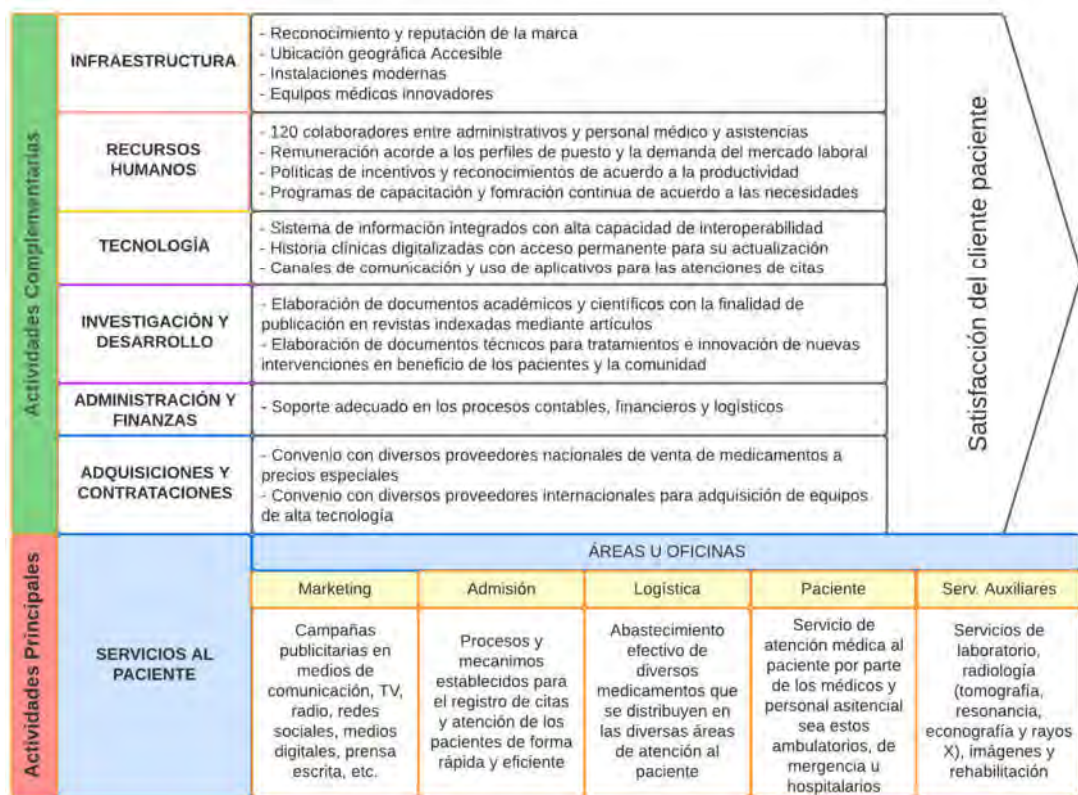 Actividades Complementarias
INFRAESTRUCTURA
- Reconocimiento y reputación de la marca
- Ubicación geográfica Accesible
- Instalaciones modernas
- Equipos médicos innovadores
RECURSOS
HUMANOS
- 120 colaboradores entre administrativos y personal médico y asistencias
- Remuneración acorde a los perfiles de puesto y la demanda del mercado laboral
- Políticas de incentivos y reconocimientos de acuerdo a la productividad
- Programas de capacitación y fomración continua de acuerdo a las necesidades
TECNOLOGÍA
- Sistema de información integrados con alta capacidad de interoperabilidad
- Historia clínicas digitalizadas con acceso permanente para su actualización
- Canales de comunicación y uso de aplicativos para las atenciones de citas
INVESTIGACIÓN Y
DESARROLLO
- Elaboración de documentos académicos y científicos con la finalidad de
publicación en revistas indexadas mediante artículos
- Elaboración de documentos técnicos para tratamientos e innovación de nuevas
intervenciones en beneficio de los pacientes y la comunidad
ADMINISTRACIÓN Y
FINANZAS
- Soporte adecuado en los procesos contables, financieros y logísticos
ADQUISICIONES Y
CONTRATACIONES
- Convenio con diversos proveedores nacionales de venta de medicamentos a
precios especiales
- Convenio con diversos proveedores internacionales para adquisición de equipos
de alta tecnología
Satisfacción del cliente paciente
Actividades Principales
SERVICIOS AL
PACIENTE
ÁREAS U OFICINAS
Marketing
Campañas
publicitarias en
medios de
comunicación, TV,
radio, redes
sociales, medios
digitales, prensa
escrita, etc.
Admisión
Procesos y
mecanimos
establecidos para
el registro de citas
y atención de los
pacientes de forma
rápida y eficiente
Logística
Abastecimiento
efectivo de
diversos
medicamentos que
se distribuyen en
las diversas áreas
de atención al
paciente
Paciente
Servicio de
atención médica al
paciente por parte
de los médicos y
personal asitencial
sea estos
ambulatorios, de
mergencia u
hospitalarios
Serv. Auxiliares
Servicios de
laboratorio,
radiología
(tomografía,
resonancia,
econografía y rayos
X), imágenes y
rehabilitación